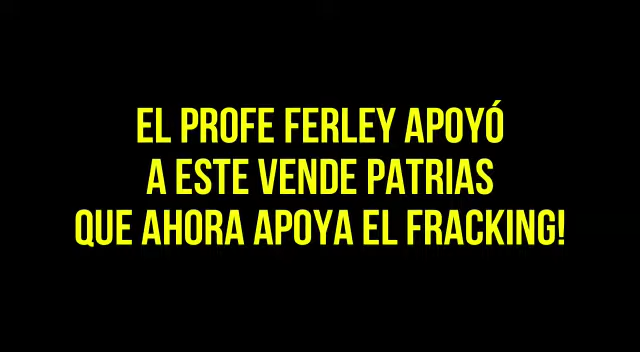 EL PROFE FERLEY APOYÓ
A ESTE VENDE PATRIAS
QUE AHORA APOYA EL FRACKING!